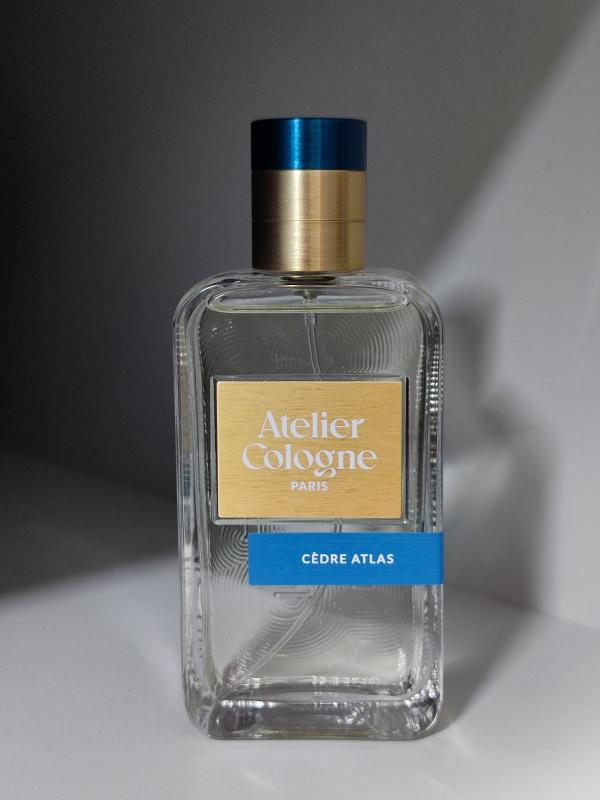 Atelier
Cologne
PARIS
CÈDRE ATLAS